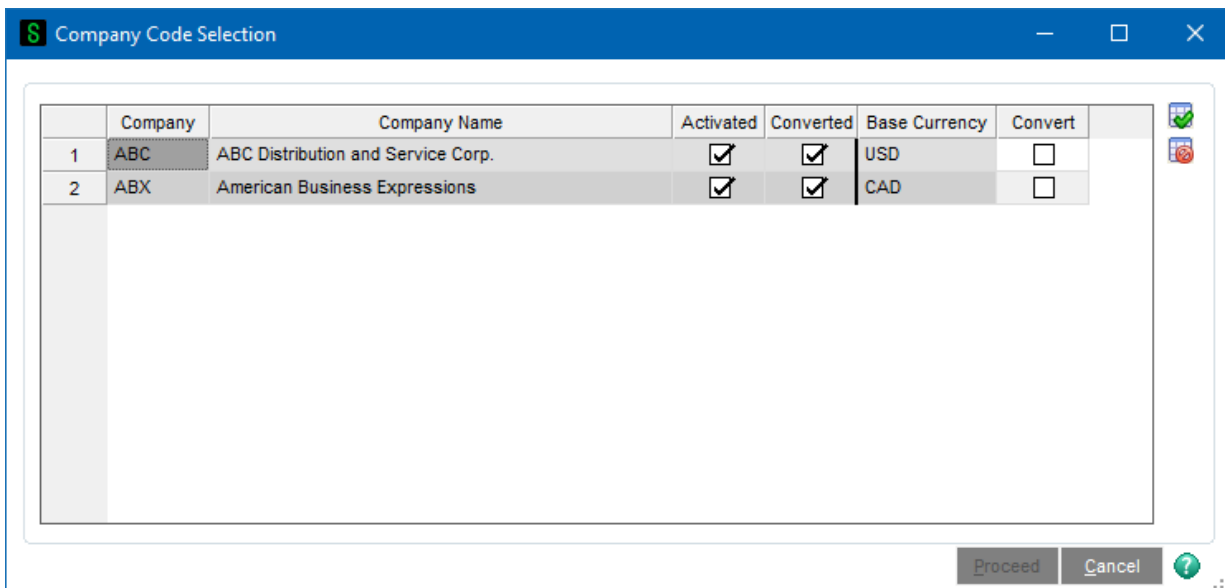 Company Code Selection
Company Company Name Activated Converted Base Currency Convert
1 ABC ABC Distribution and Service Corp. USD
2 ABX American Business Expressions CAD
Proceed Cancel ?